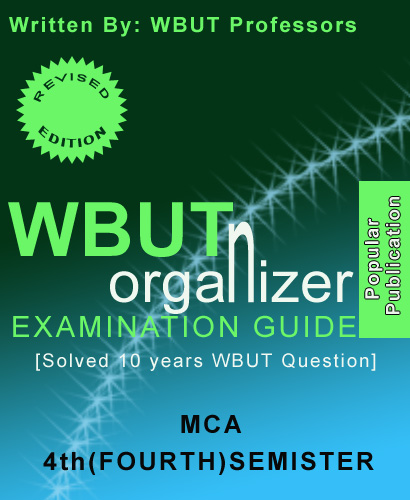 Written By: WBUT Professors
REVISED
EDITION
WBUT
organizer
Popular
Publication
EXAMINATION GUIDE
[Solved 10 years WBUT Question]
MCA
4th(FOURTH)SEMISTER